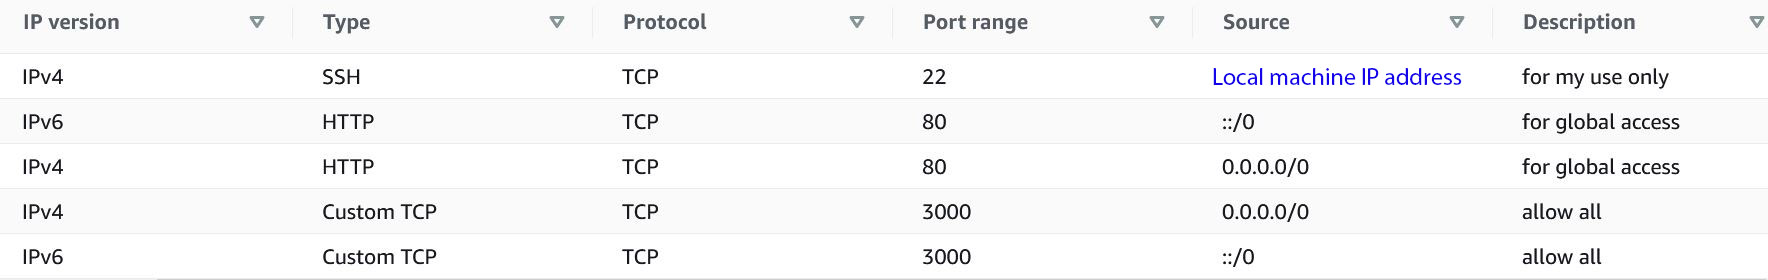 IP version Type Protocol Port range Source Description
IPv4 SSH TCP 22 Local machine IP address for my use only
IPv6 HTTP TCP 80 ::/0 for global access
IPv4 HTTP TCP 80 0.0.0.0/0 for global access
IPv4 Custom TCP TCP 3000 0.0.0.0/0 allow all
IPv6 Custom TCP TCP 3000 ::/0 allow all